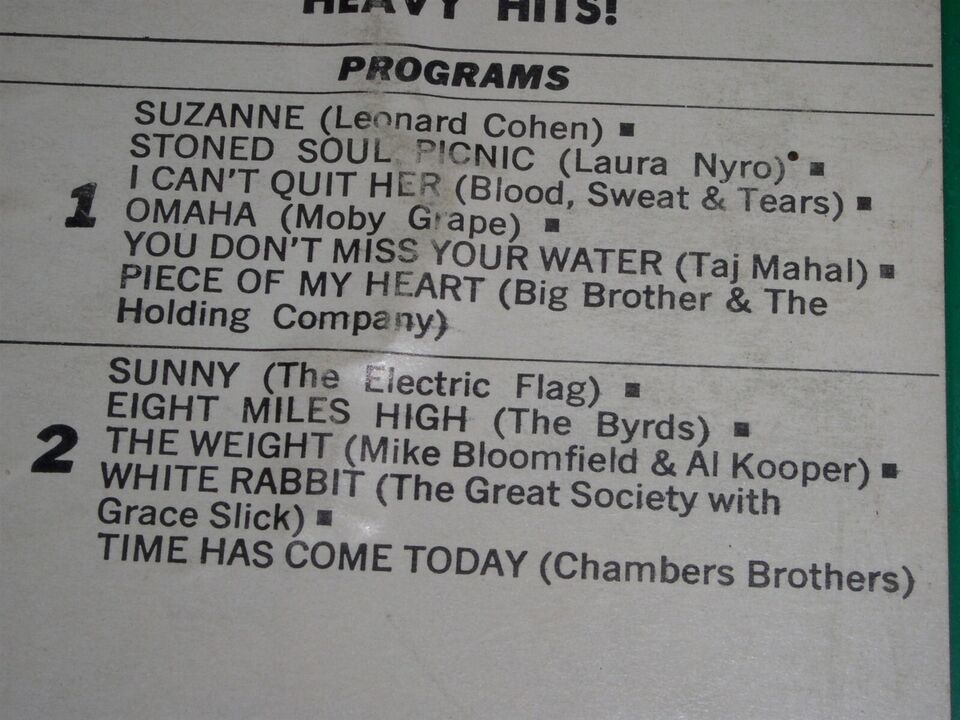 HEAVY HITS!
PROGRAMS
1
SUZANNE (Leonard Cohen) ■
STONED SOUL PICNIC (Laura Nyro) ■
I CAN'T QUIT HER (Blood, Sweat & Tears) ■
OMAHA (Moby Grape) ■
YOU DON'T MISS YOUR WATER (Taj Mahal) ■
PIECE OF MY HEART (Big Brother & The
Holding Company)
2
SUNNY (The Electric Flag) ■
EIGHT MILES HIGH (The Byrds) ■
THE WEIGHT (Mike Bloomfield & Al Kooper) ■
WHITE RABBIT (The Great Society with
Grace Slick) ■
TIME HAS COME TODAY (Chambers Brothers)